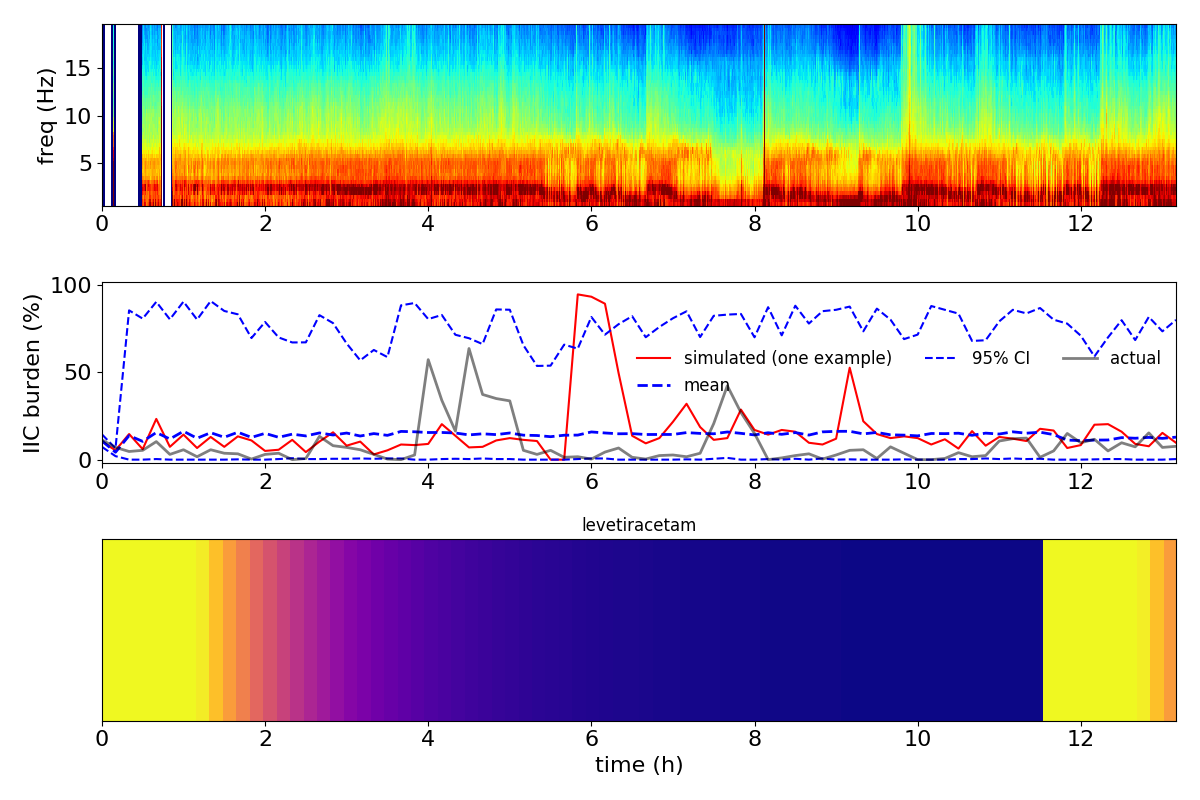 freq (Hz)
15
10
5
0 2 4 6 8 10 12
IIC burden (%)
100
50
0
simulated (one example) 95% CI actual
mean
0 2 4 6 8 10 12
levetiracetam
0 2 4 6 8 10 12
time (h)